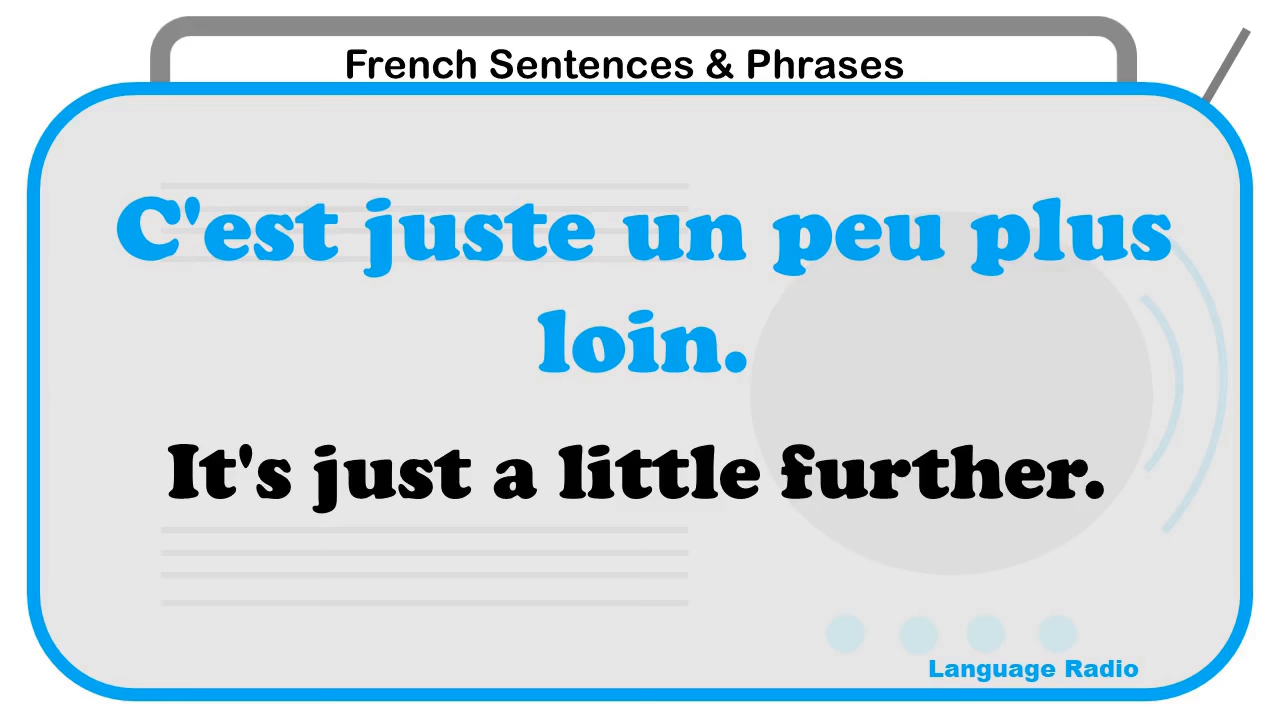 French Sentences & Phrases
C'est juste un peu plus
loin.
It's just a little further.
Language Radio